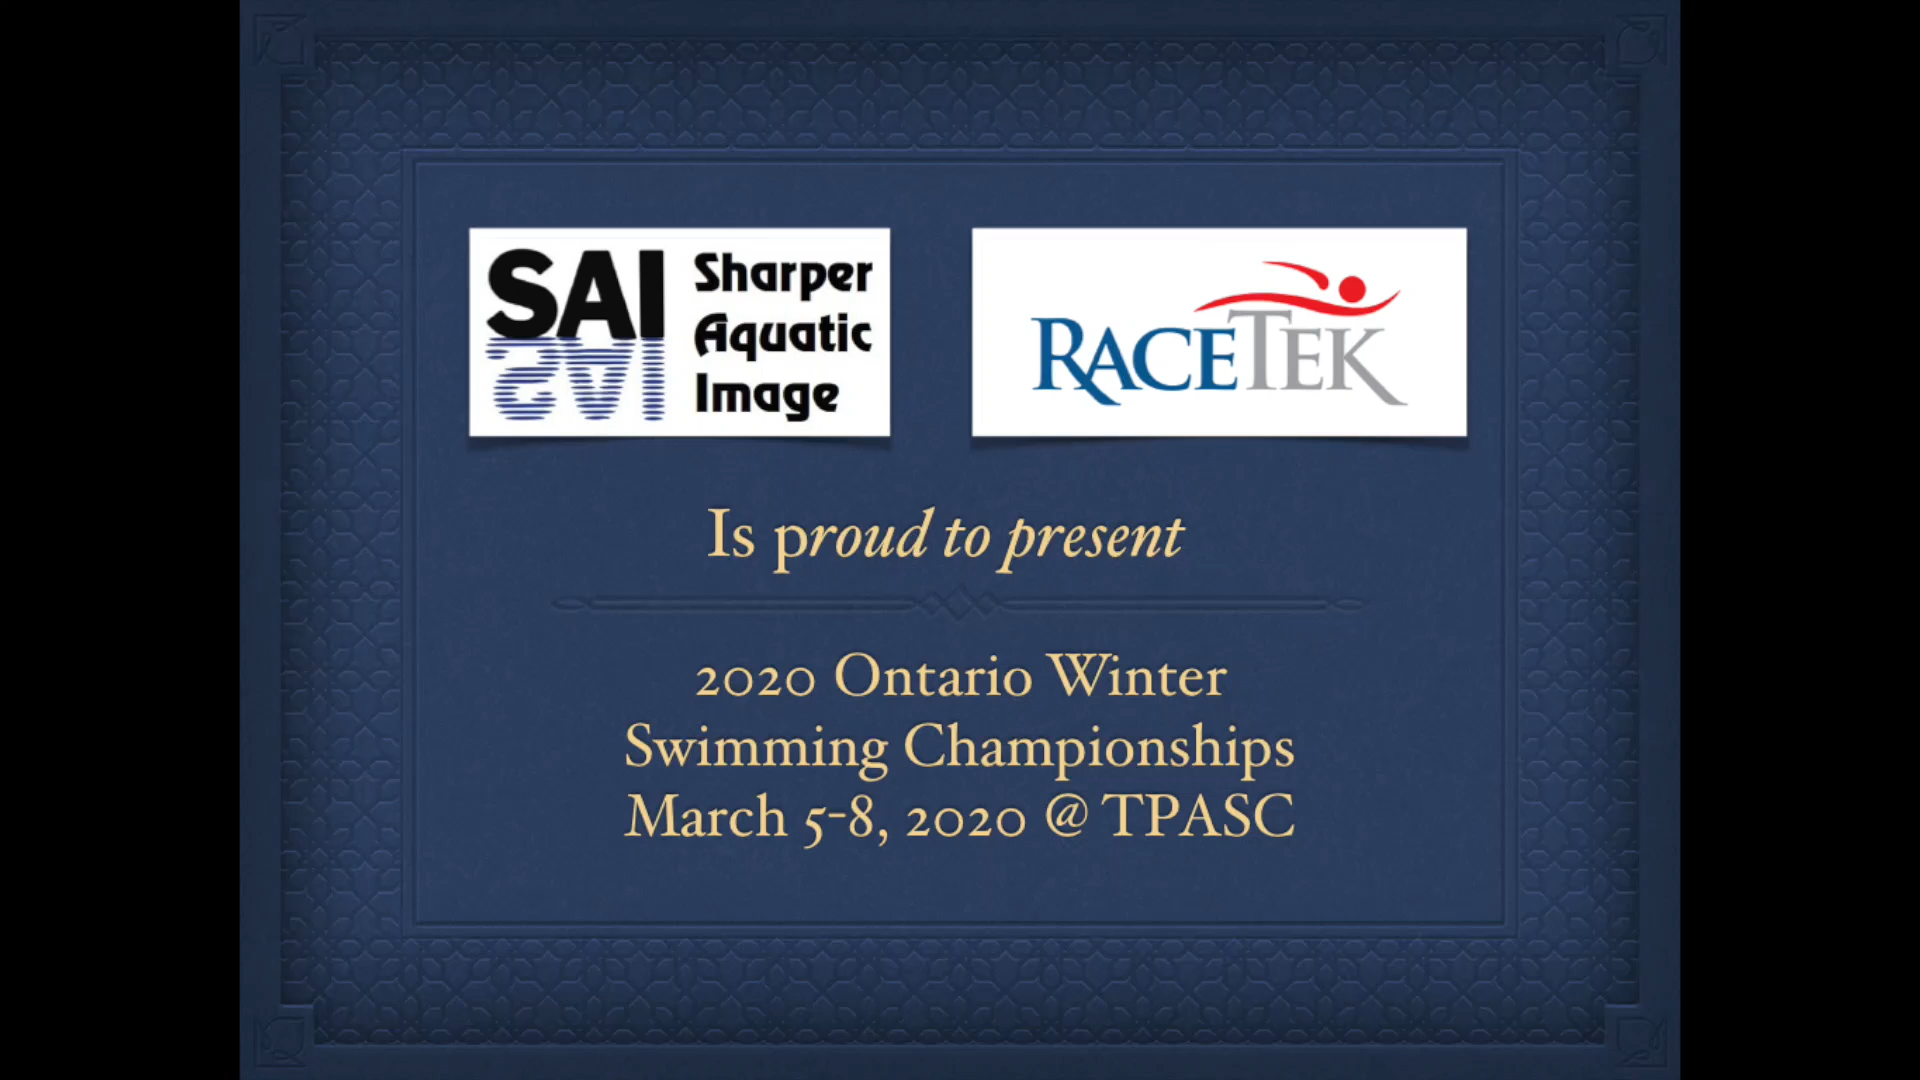 SAI
Sharper
Aquatic
Image
RACETEK
Is proud to present
2020 Ontario Winter
Swimming Championships
March 5-8, 2020 @ TPASC